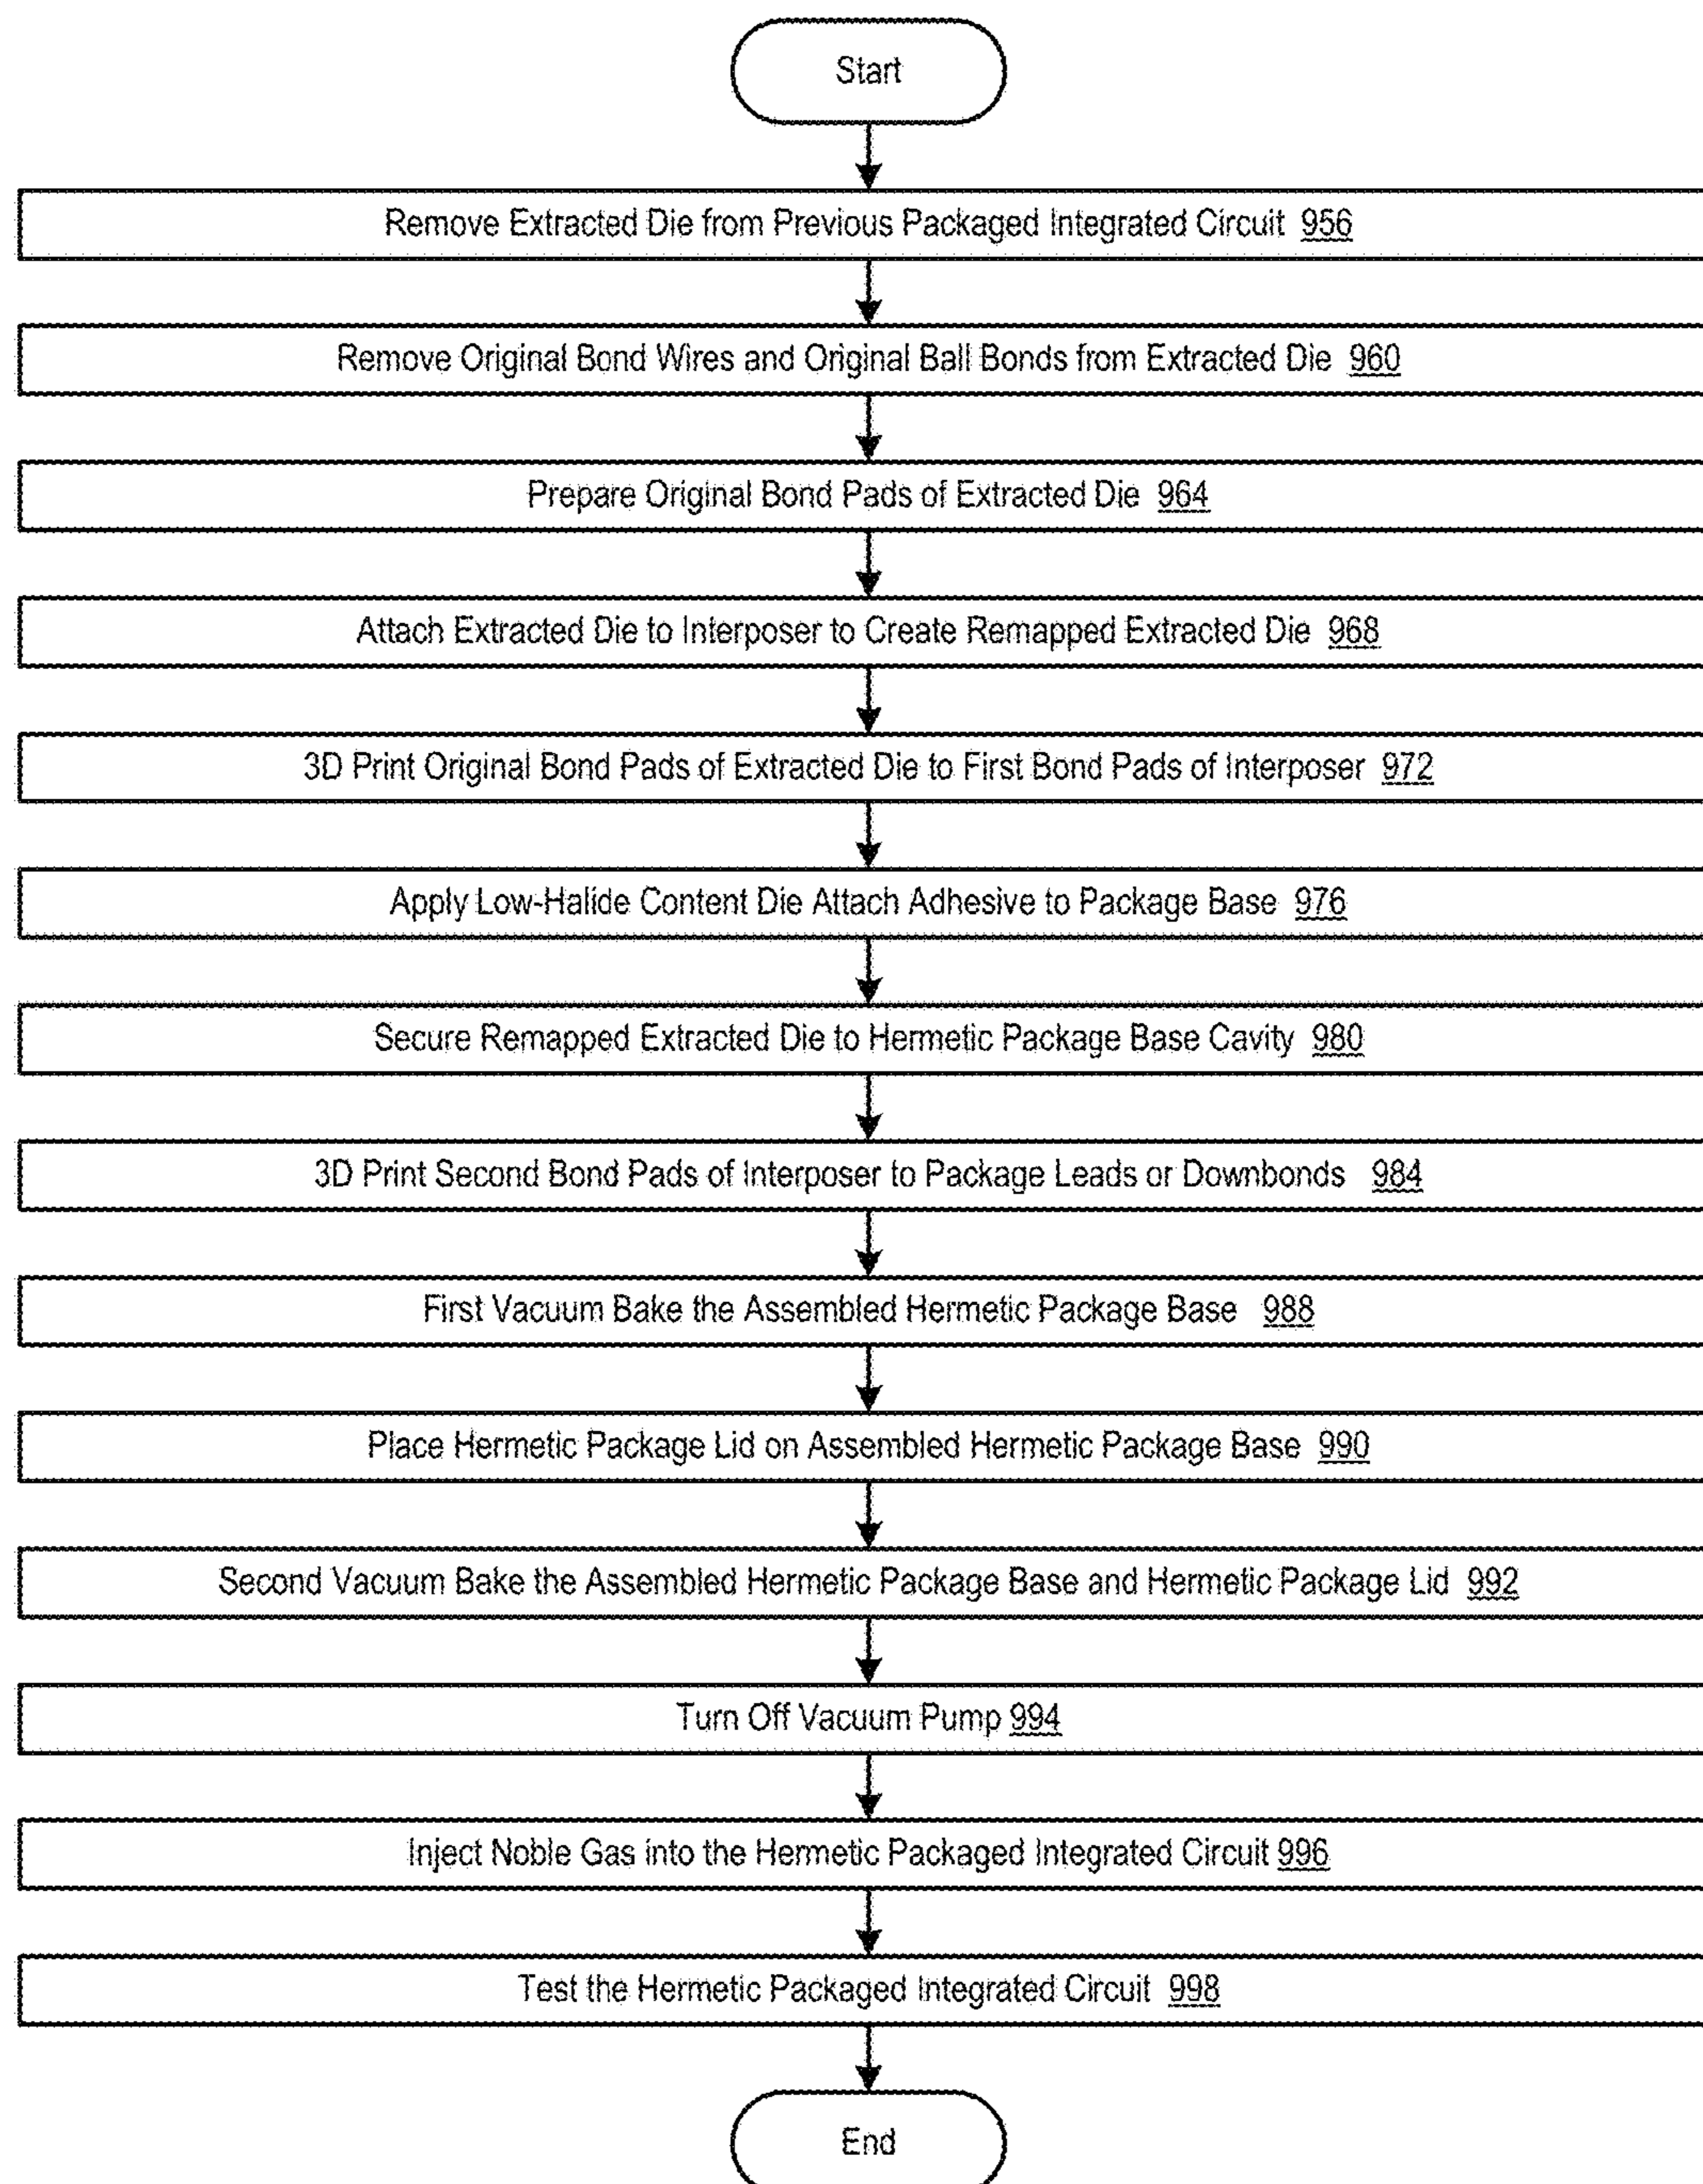 Start
Remove Extracted Die from Previous Packaged Integrated Circuit 956
Remove Original Bond Wires and Original Ball Bonds from Extracted Die 960
Prepare Original Bond Pads of Extracted Die 964
Attach Extracted Die to Interposer to Create Remapped Extracted Die 968
3D Print Original Bond Pads of Extracted Die to First Bond Pads of Interposer 972
Apply Low-Halide Content Die Attach Adhesive to Package Base 976
Secure Remapped Extracted Die to Hermetic Package Base Cavity 980
3D Print Second Bond Pads of Interposer to Package Leads or Downbonds 984
First Vacuum Bake the Assembled Hermetic Package Base 988
Place Hermetic Package Lid on Assembled Hermetic Package Base 990
Second Vacuum Bake the Assembled Hermetic Package Base and Hermetic Package Lid 992
Turn Off Vacuum Pump 994
Inject Noble Gas into the Hermetic Packaged Integrated Circuit 996
Test the Hermetic Packaged Integrated Circuit 998
End